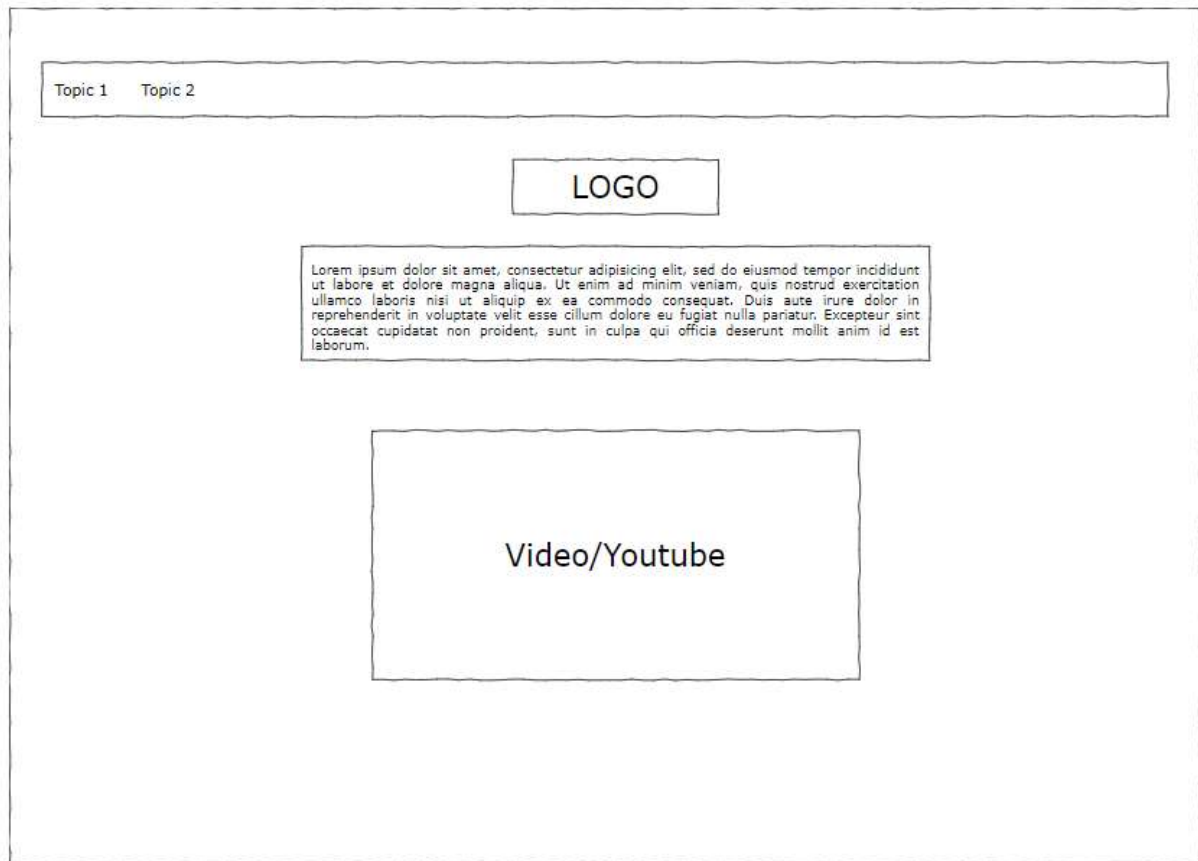 Topic 1 Topic 2
LOGO
Lorem ipsum dolor sit amet, consectetur adipisicing elit, sed do eiusmod tempor incididunt
ut labore et dolore magna aliqua. Ut enim ad minim veniam, quis nostrud exercitation
ullamco laboris nisi ut aliquip ex ea commodo consequat. Duis aute irure dolor in
reprehenderit in voluptate velit esse cillum dolore eu fugiat nulla pariatur. Excepteur sint
occaecat cupidatat non proident, sunt in culpa qui officia deserunt mollit anim id est
laborum.
Video/Youtube